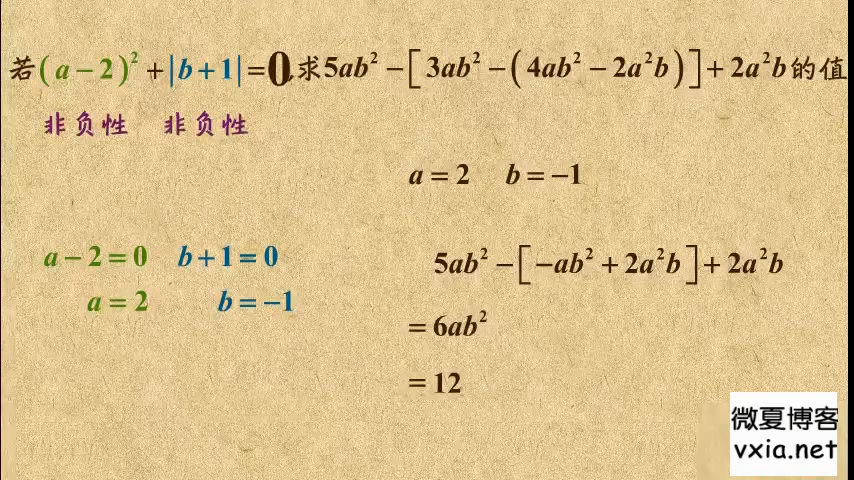 若(a－2)²＋|b＋1|＝0,求5ab²－[3ab²－(4ab²－2a²b)]＋2a²b的值
非负性 非负性
a＝2 b＝－1
a－2＝0 b＋1＝0
5ab²－[－ab²＋2a²b]＋2a²b
a＝2 b＝－1
＝6ab²
＝12
微夏博客
vxia.net